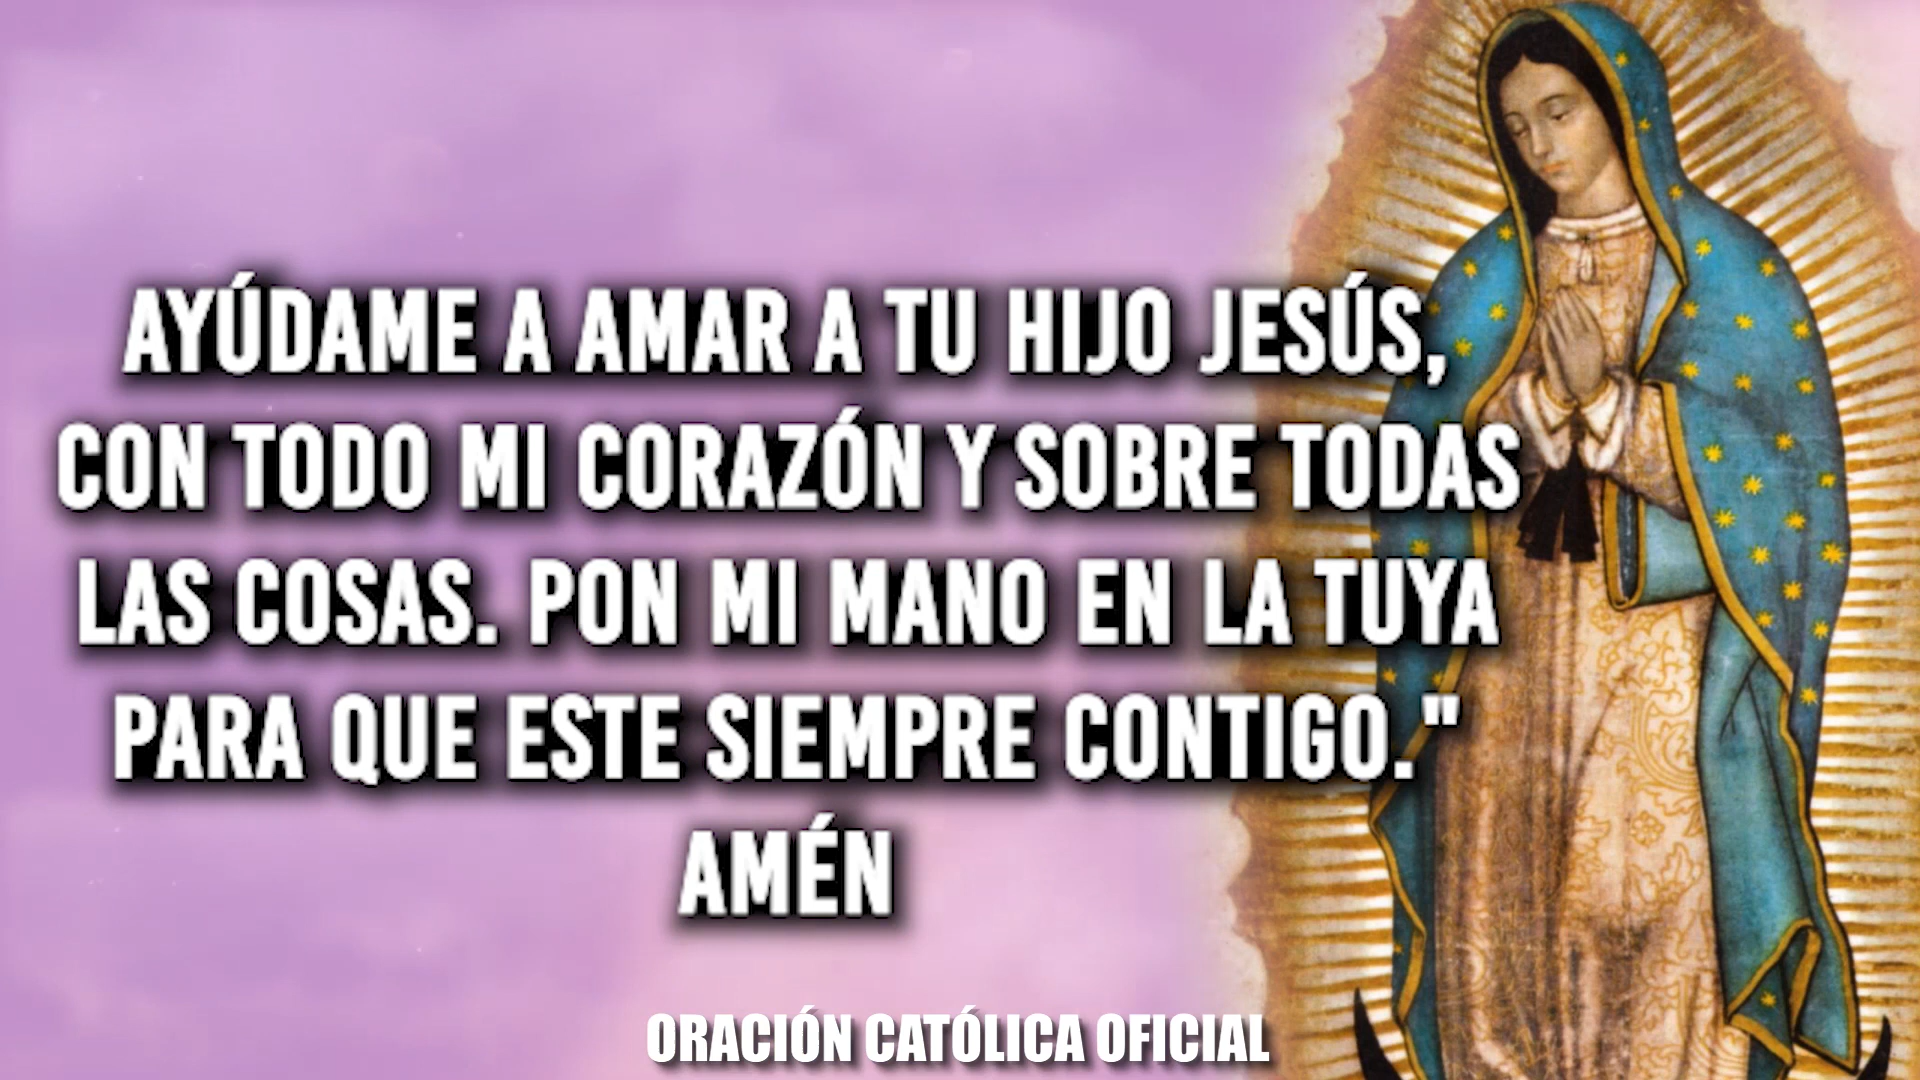 AYÚDAME A AMAR A TU HIJO JESÚS,
CON TODO MI CORAZÓN Y SOBRE TODAS
LAS COSAS. PON MI MANO EN LA TUYA
PARA QUE ESTE SIEMPRE CONTIGO."
AMÉN
ORACIÓN CATÓLICA OFICIAL